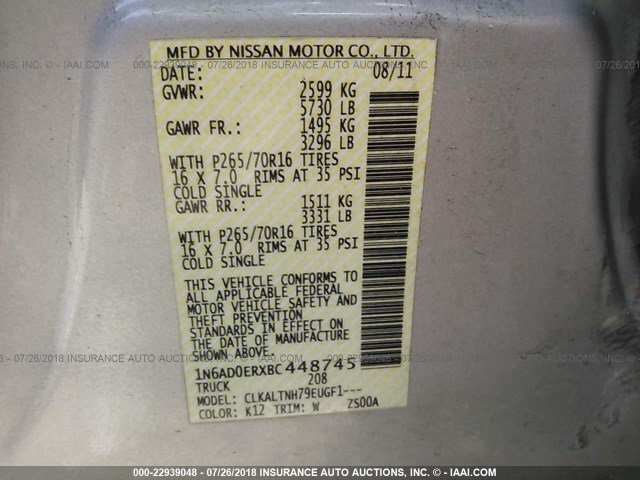 MFD BY NISSAN MOTOR CO., LTD.
DATE: 08/11
GVWR: 2599 KG
5730 LB
GAWR FR.: 1495 KG
3296 LB
WITH P265/70R16 TIRES
16 X 7.0 RIMS AT 35 PSI
COLD SINGLE
GAWR RR.: 1511 KG
3331 LB
WITH P265/70R16 TIRES
16 X 7.0 RIMS AT 35 PSI
COLD SINGLE
THIS VEHICLE CONFORMS TO
ALL APPLICABLE FEDERAL
MOTOR VEHICLE SAFETY AND
THEFT PREVENTION
STANDARDS IN EFFECT ON
THE DATE OF MANUFACTURE
SHOWN ABOVE.
1N6AD0ERXBC448745
TRUCK 208
MODEL: CLKALTNH79EUGF1---
COLOR: K12 TRIM: W ZS00A
000-22939048 - 07/26/2018 - INSURANCE AUTO AUCTIONS, INC. - © - IAAI.COM